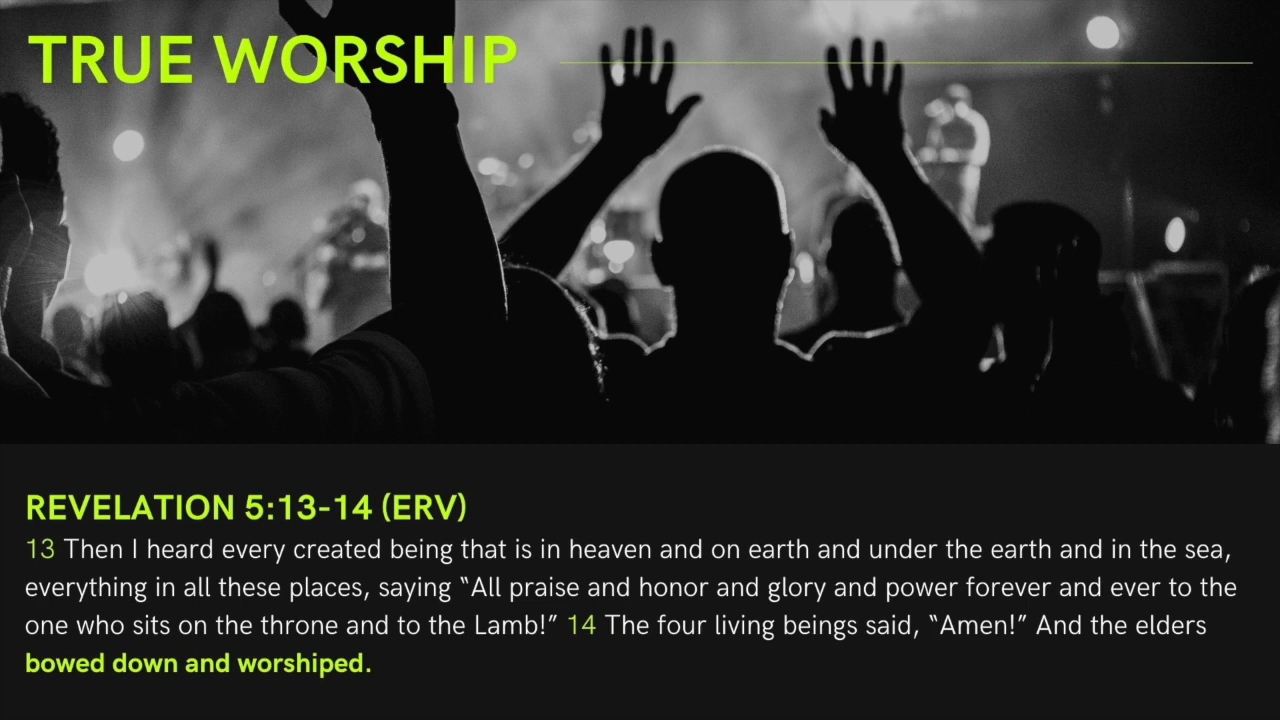 TRUE WORSHIP
REVELATION 5:13-14 (ERV)
13 Then I heard every created being that is in heaven and on earth and under the earth and in the sea,
everything in all these places, saying “All praise and honor and glory and power forever and ever to the
one who sits on the throne and to the Lamb!” 14 The four living beings said, “Amen!” And the elders
bowed down and worshiped.